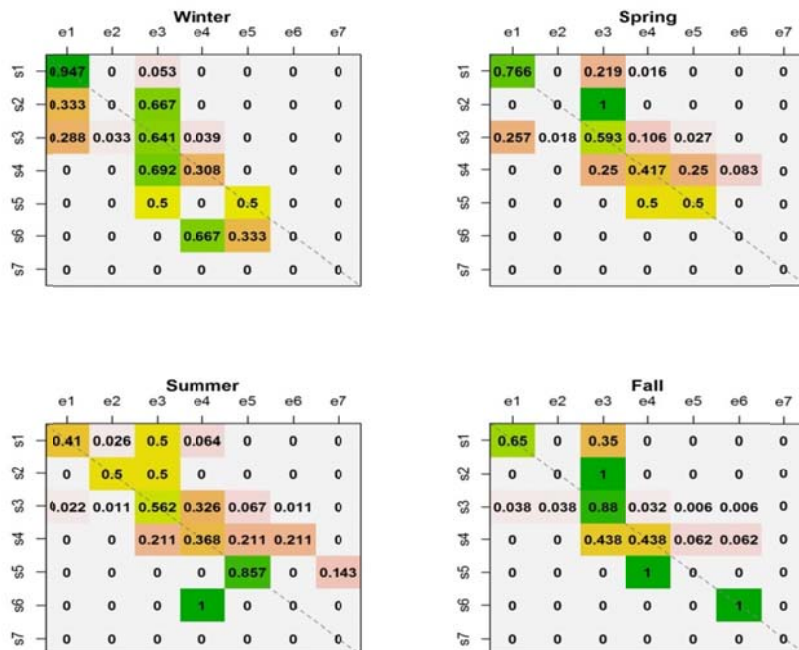 Winter
e1 e2 e3 e4 e5 e6 e7
s1 0.947 0 0.053 0 0 0 0
s2 0.333 0 0.667 0 0 0 0
s3 0.288 0.033 0.641 0.039 0 0 0
s4 0 0 0.692 0.308 0 0 0
s5 0 0 0.5 0 0.5 0 0
s6 0 0 0 0.667 0.333 0 0
s7 0 0 0 0 0 0 0
Spring
e1 e2 e3 e4 e5 e6 e7
s1 0.766 0 0.219 0.016 0 0 0
s2 0 0 1 0 0 0 0
s3 0.257 0.018 0.593 0.106 0.027 0 0
s4 0 0 0.25 0.417 0.25 0.083 0
s5 0 0 0 0.5 0.5 0 0
s6 0 0 0 0 0 0 0
s7 0 0 0 0 0 0 0
Summer
e1 e2 e3 e4 e5 e6 e7
s1 0.41 0.026 0.5 0.064 0 0 0
s2 0 0.5 0.5 0 0 0 0
s3 0.022 0.011 0.562 0.326 0.067 0.011 0
s4 0 0 0.211 0.368 0.211 0.211 0
s5 0 0 0 0 0.857 0 0.143
s6 0 0 0 1 0 0 0
s7 0 0 0 0 0 0 0
Fall
e1 e2 e3 e4 e5 e6 e7
s1 0.65 0 0.35 0 0 0 0
s2 0 0 1 0 0 0 0
s3 0.038 0.038 0.88 0.032 0.006 0.006 0
s4 0 0 0.438 0.438 0.062 0.062 0
s5 0 0 0 1 0 0 0
s6 0 0 0 0 0 1 0
s7 0 0 0 0 0 0 0